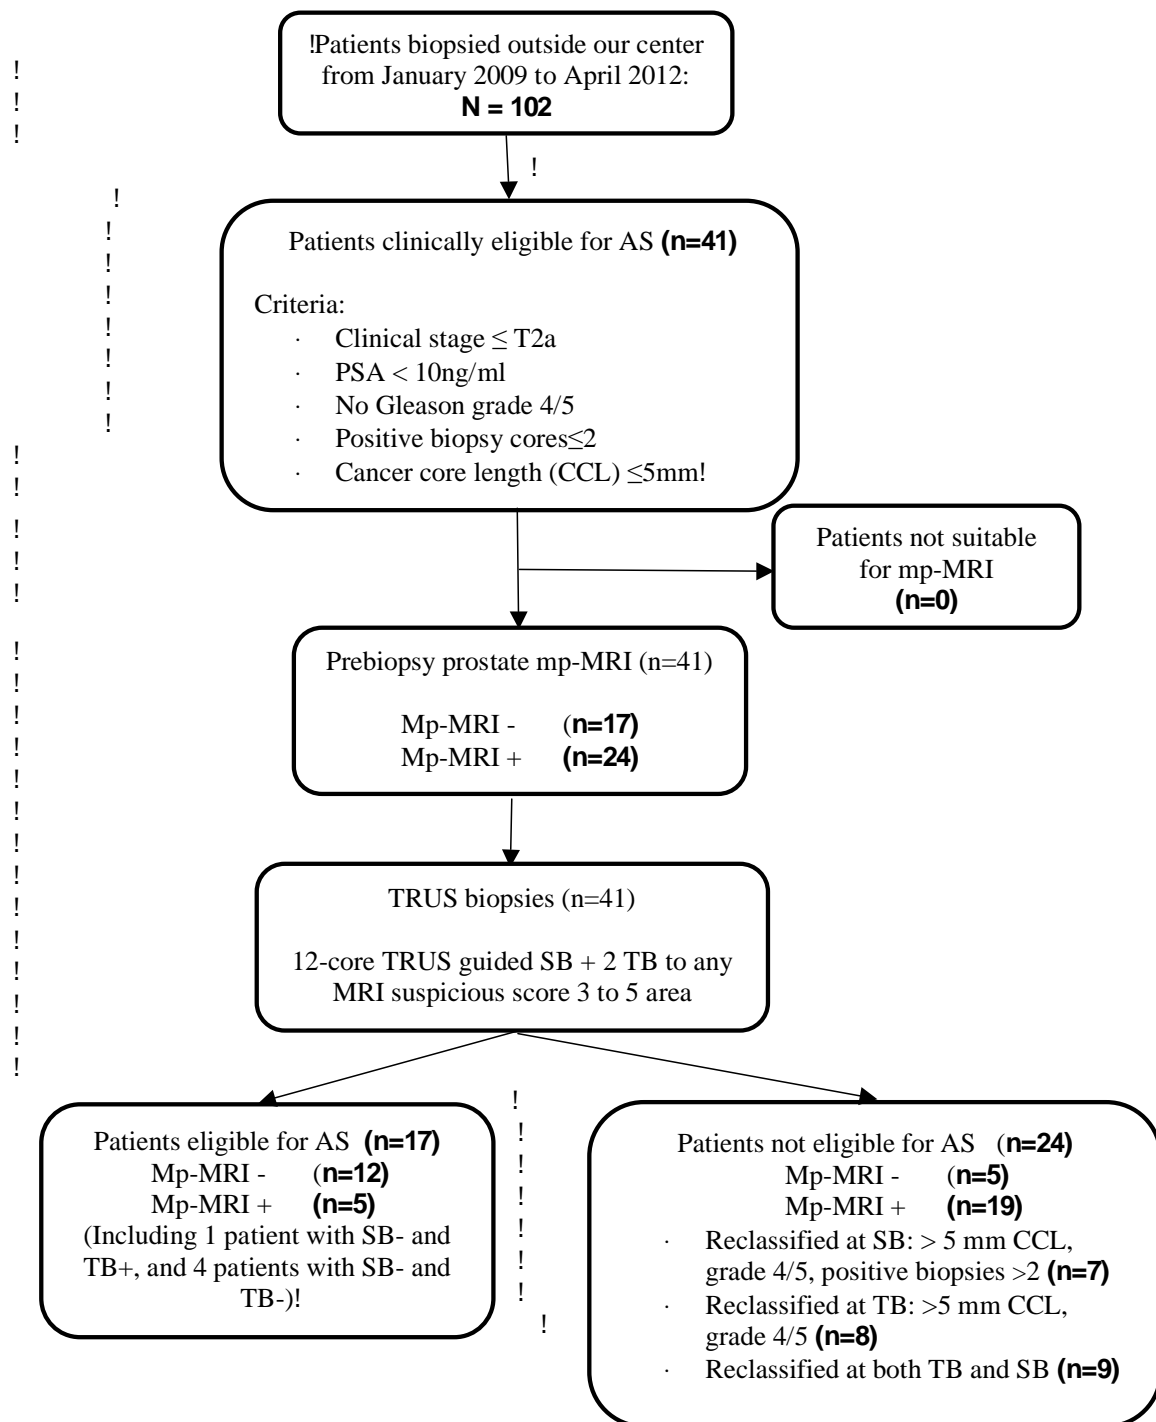 !Patients biopsied outside our center
from January 2009 to April 2012:
N = 102
!
!
!
!
!
!
!
!
!
!
!
!
!
Patients clinically eligible for AS (n=41)
Criteria:
· Clinical stage ≤ T2a
· PSA < 10ng/ml
· No Gleason grade 4/5
· Positive biopsy cores≤2
· Cancer core length (CCL) ≤5mm!
!
!
!
!
!
Patients not suitable
for mp-MRI
(n=0)
!
!
!
!
!
!
!
!
!
!
!
!
!
!
Prebiopsy prostate mp-MRI (n=41)
Mp-MRI - (n=17)
Mp-MRI + (n=24)
TRUS biopsies (n=41)
12-core TRUS guided SB + 2 TB to any
MRI suspicious score 3 to 5 area
Patients eligible for AS (n=17)
Mp-MRI - (n=12)
Mp-MRI + (n=5)
(Including 1 patient with SB- and
TB+, and 4 patients with SB- and
TB-)!
!
!
!
!
!
!
!
!
Patients not eligible for AS (n=24)
Mp-MRI - (n=5)
Mp-MRI + (n=19)
· Reclassified at SB: > 5 mm CCL,
grade 4/5, positive biopsies >2 (n=7)
· Reclassified at TB: >5 mm CCL,
grade 4/5 (n=8)
· Reclassified at both TB and SB (n=9)